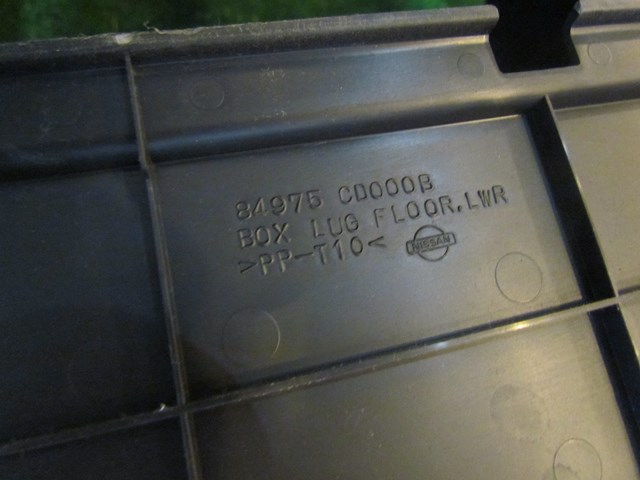 84975 CD000B
BOX LUG FLOOR,LWR
>PP-T10<
NISSAN